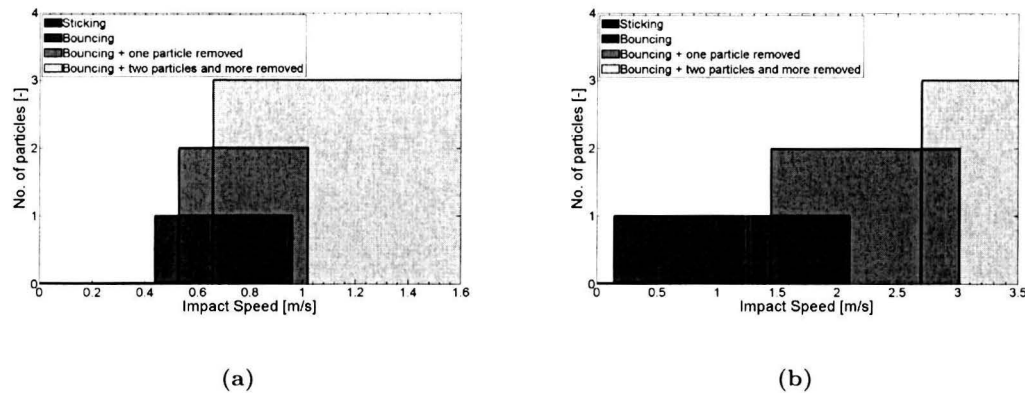 4
Sticking
Bouncing
Bouncing + one particle removed
Bouncing + two particles and more removed
3
2
1
0
No. of particles [-]
0 0.2 0.4 0.6 0.8 1 1.2 1.4 1.6
Impact Speed [m/s]
(a)
4
Sticking
Bouncing
Bouncing + one particle removed
Bouncing + two particles and more removed
3
2
1
0
No. of particles [-]
0.5 1 1.5 2 2.5 3 3.5
Impact Speed [m/s]
(b)